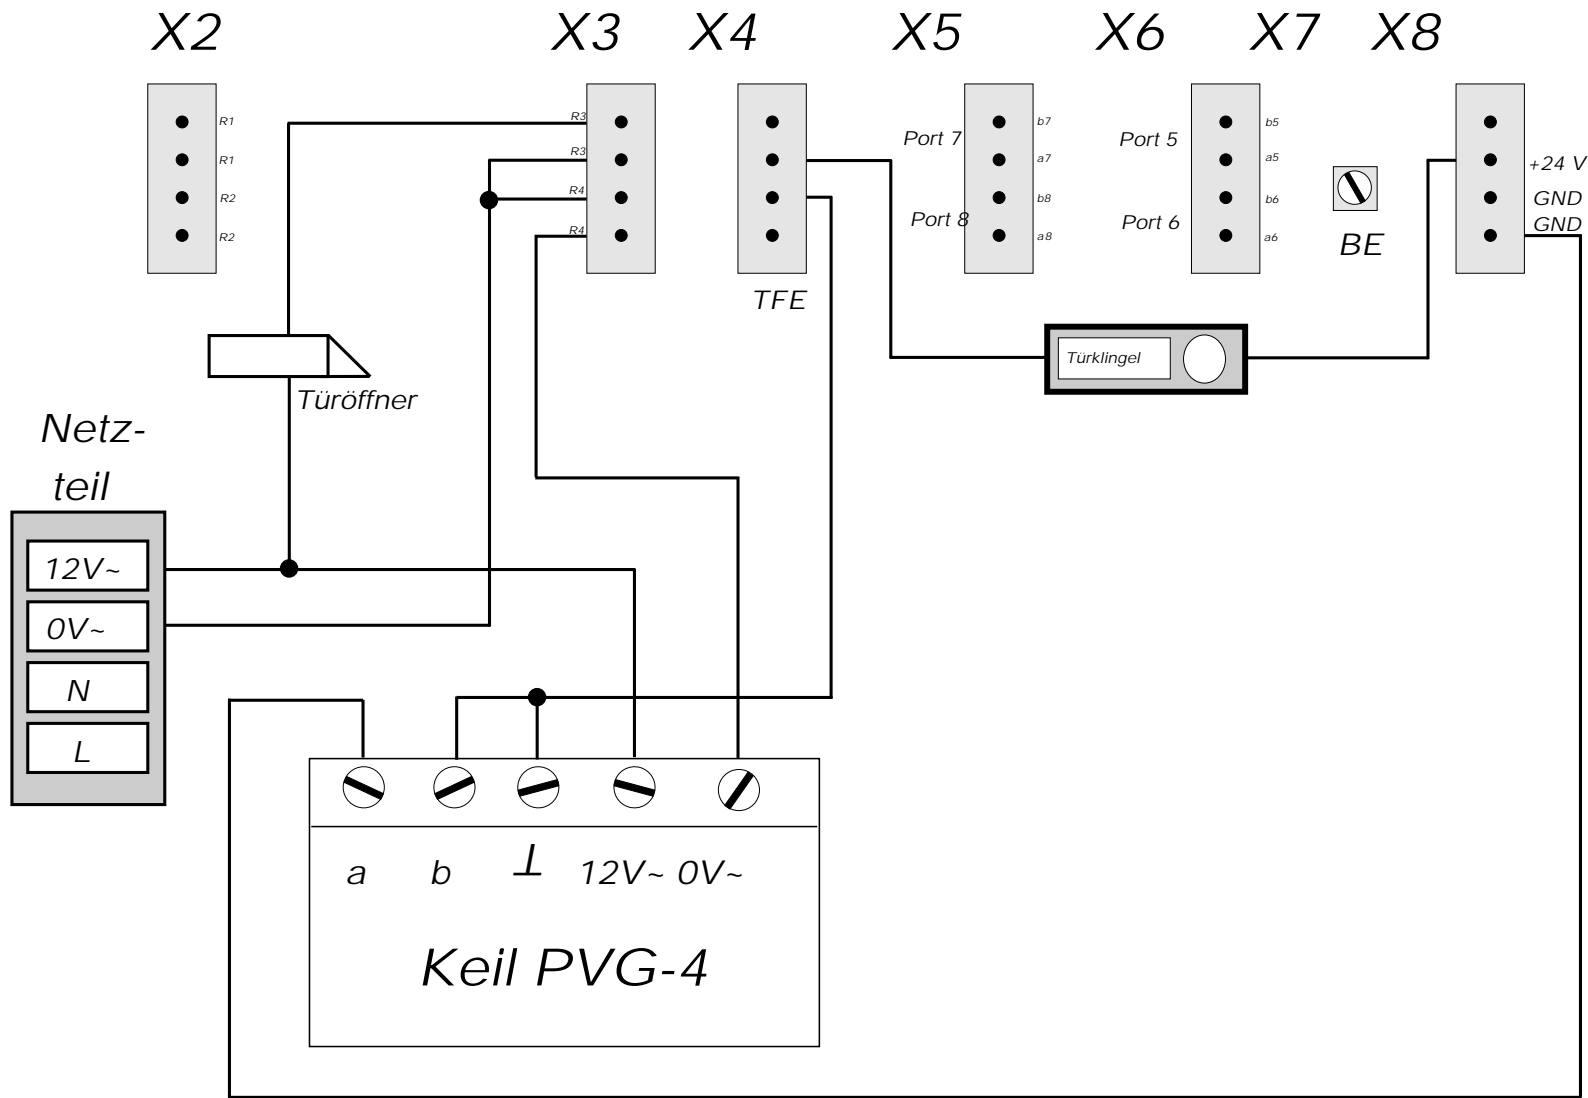 X2 X3 X4 X5 X6 X7 X8
R1
R1
R2
R2
R3
R3
R4
R4
TFE
Port 7
Port 8
b7
a7
b8
a8
Port 5
Port 6
b5
a5
b6
a6
BE
+24 V
GND
GND
Türklingel
Türöffner
Netz-
teil
12V~
0V~
N
L
a b ⊥ 12V~ 0V~
Keil PVG-4